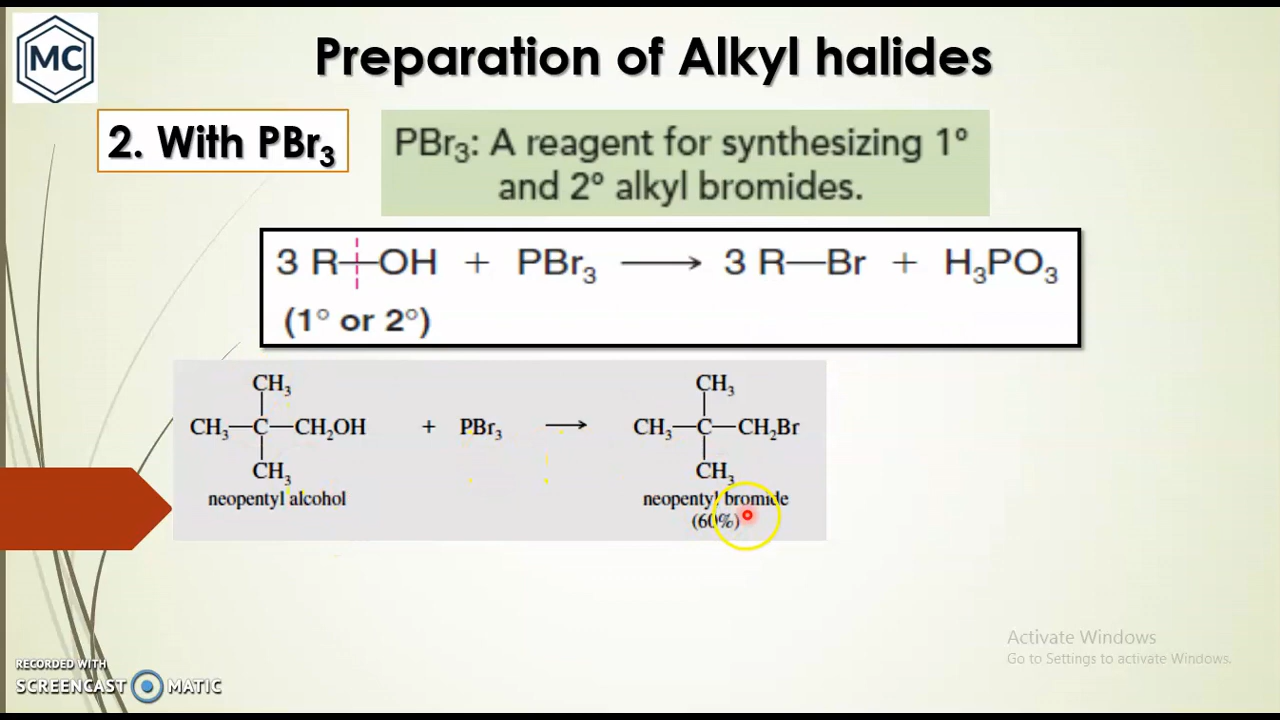 MC
Preparation of Alkyl halides
2. With PBr₃
PBr₃: A reagent for synthesizing 1º
and 2º alkyl bromides.
3 R—OH + PBr₃ ⟶ 3 R—Br + H₃PO₃
(1° or 2°)
CH₃
CH₃—C—CH₂OH
CH₃
neopentyl alcohol
+ PBr₃ →
CH₃
CH₃—C—CH₂Br
CH₃
neopentyl bromide
(60%)
Activate Windows
Go to Settings to activate Windows.
RECORDED WITH
SCREENCAST MATIC